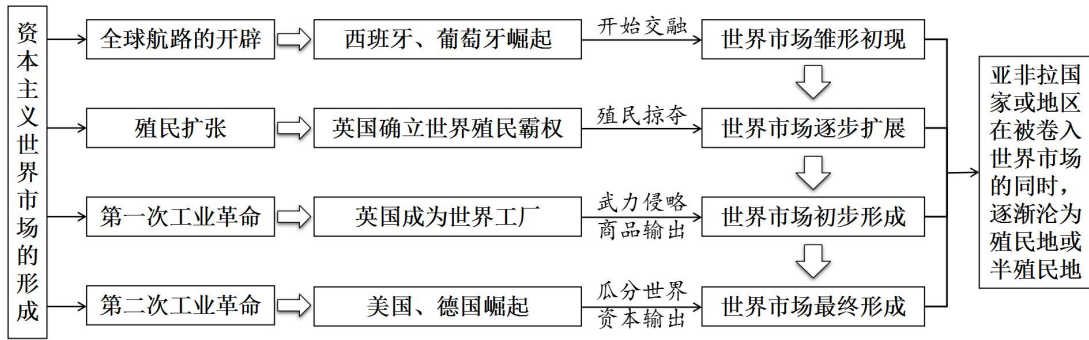 资本主义世界市场的形成
全球航路的开辟
西班牙、葡萄牙崛起
开始交融
世界市场雏形初现
殖民扩张
英国确立世界殖民霸权
殖民掠夺
世界市场逐步扩展
第一次工业革命
英国成为世界工厂
武力侵略
商品输出
世界市场初步形成
第二次工业革命
美国、德国崛起
瓜分世界
资本输出
世界市场最终形成
亚非拉国
家或地区
在被卷入
世界市场
的同时，
逐渐沦为
殖民地或
半殖民地